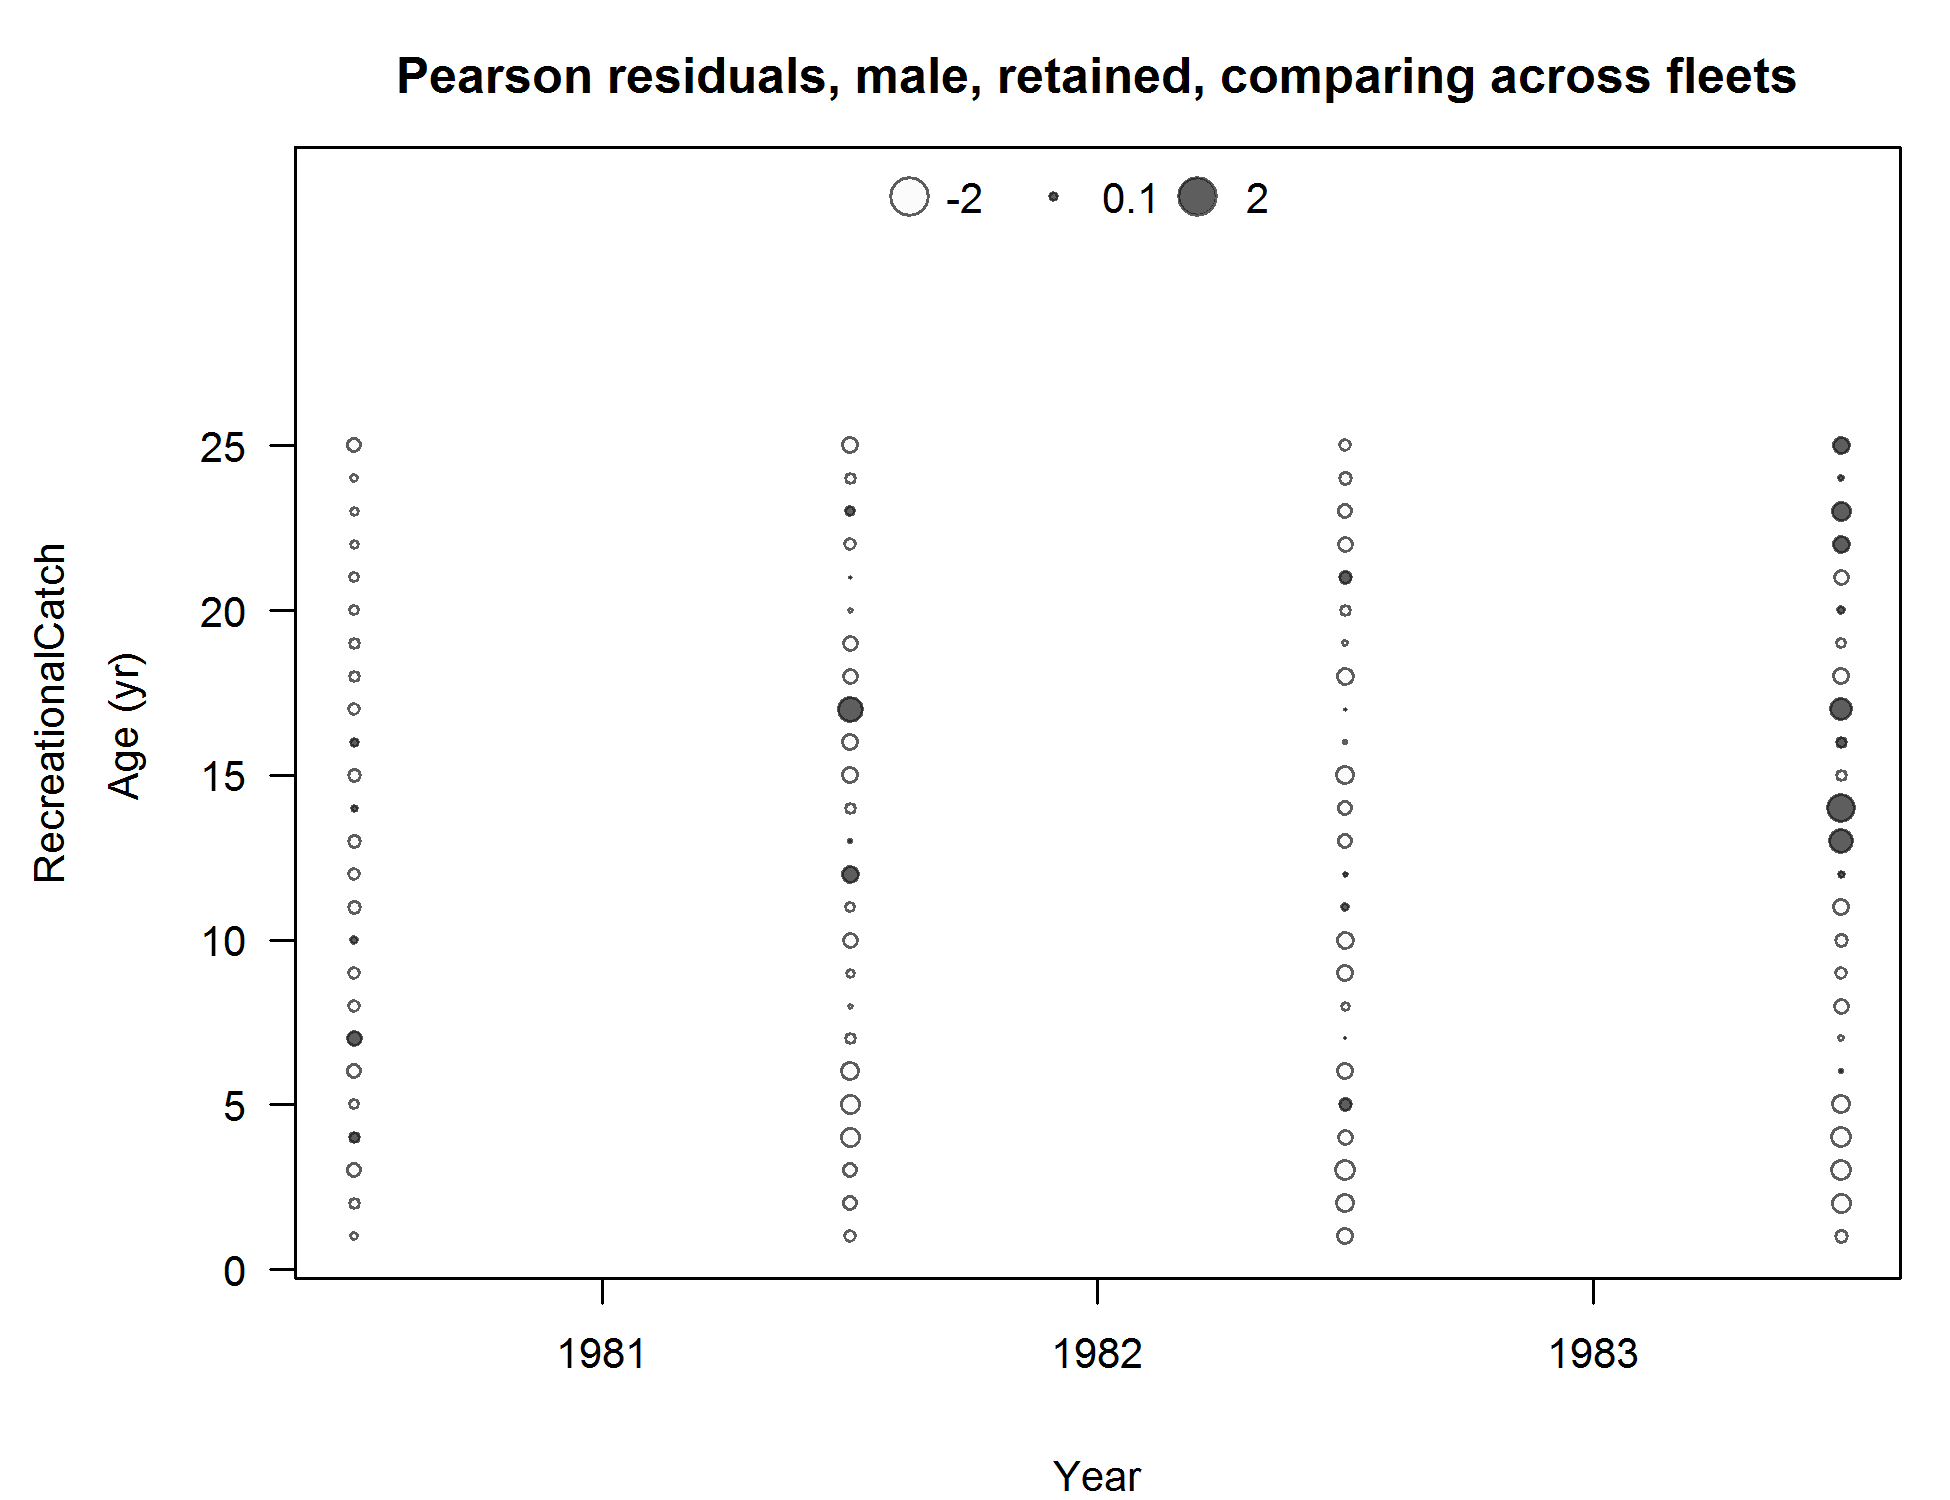 Pearson residuals, male, retained, comparing across fleets
-2 0.1 2
RecreationalCatch
Age (yr)
25
20
15
10
5
0
1981 1982 1983
Year